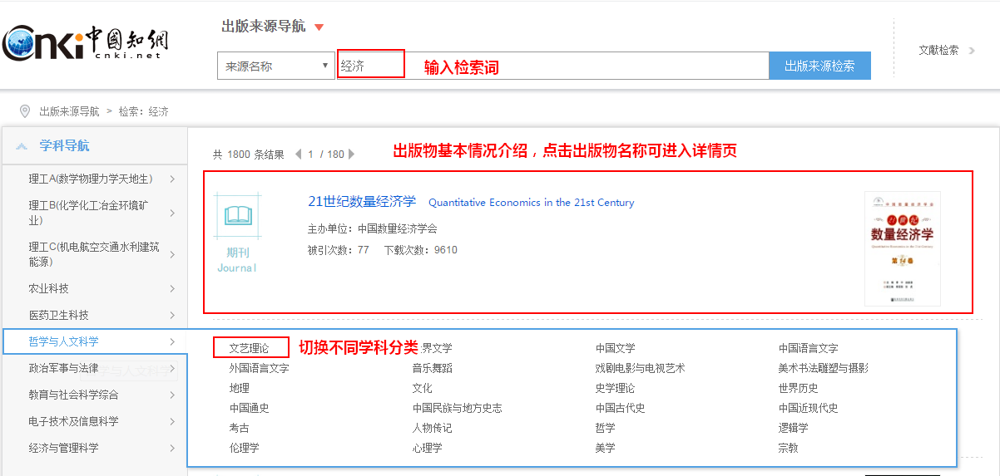 出版来源导航
中国知網
cnki.net
来源名称
经济
输入检索词
出版来源检索
文献检索
出版来源导航 > 检索：经济
学科导航
共 1800 条结果 1 / 180
出版物基本情况介绍，点击出版物名称可进入详情页
理工A(数学物理力学天地生)
理工B(化学化工冶金环境矿
业)
理工C(机电航空交通水利建筑
能源)
农业科技
医药卫生科技
哲学与人文科学
政治军事与法律
教育与社会科学综合
电子技术及信息科学
经济与管理科学
期刊
Journal
21世纪数量经济学 Quantitative Economics in the 21st Century
主办单位：中国数量经济学会
被引次数：77 下载次数：9610
21世纪
数量经济学
Quantitative Economics in the 21st Century
文艺理论 切换不同学科分类 界文学 中国文学 中国语言文字
外国语言文字 音乐舞蹈 戏剧电影与电视艺术 美术书法雕塑与摄影
地理 文化 史学理论 世界历史
中国通史 中国民族与地方史志 中国古代史 中国近现代史
考古 人物传记 哲学 逻辑学
伦理学 心理学 美学 宗教